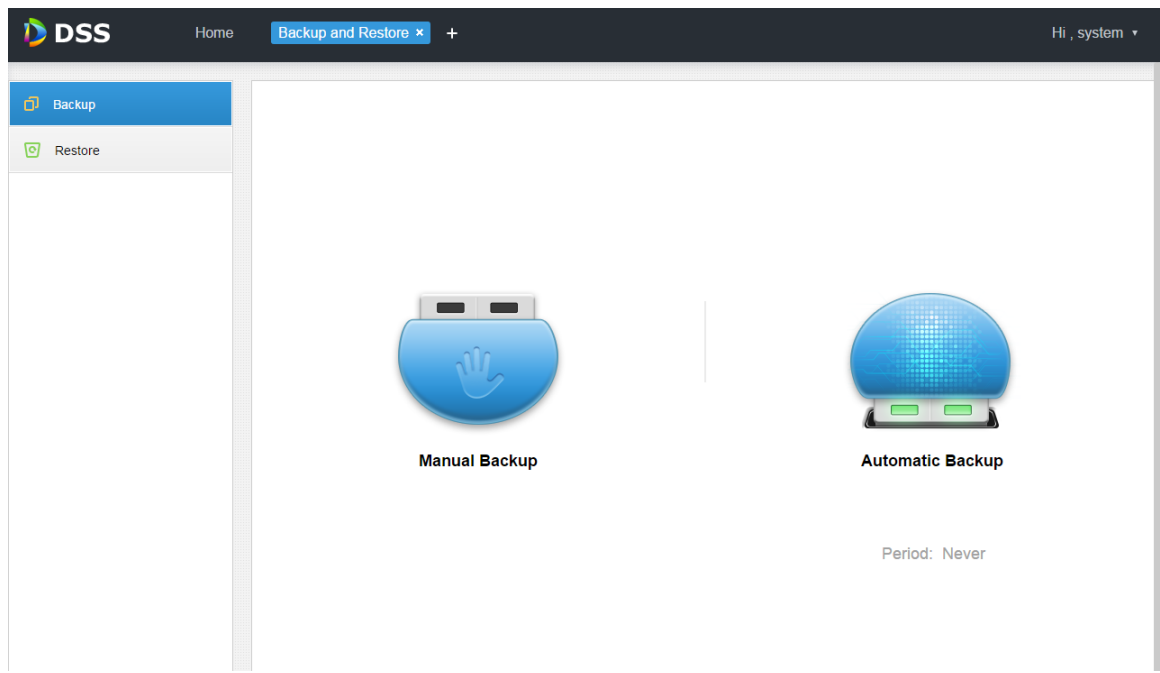 DSS Home Backup and Restore × + Hi , system ▾
Backup
Restore
Manual Backup Automatic Backup
Period: Never